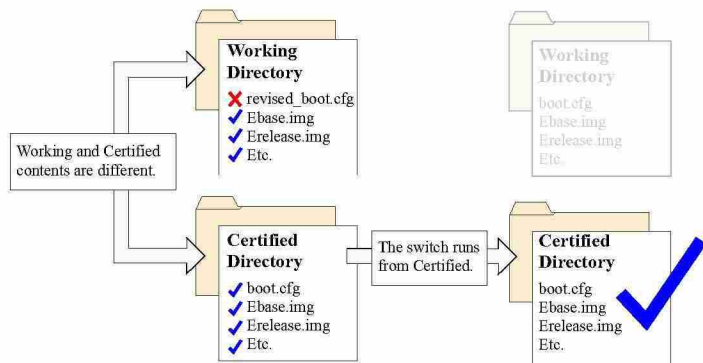 Working
Directory
revised_boot.cfg
Ebase.img
Erelease.img
Etc.
Working
Directory
boot.cfg
Ebase.img
Erelease.img
Etc.
Working and Certified
contents are different.
Certified
Directory
boot.cfg
Ebase.img
Erelease.img
Etc.
The switch runs
from Certified.
Certified
Directory
boot.cfg
Ebase.img
Erelease.img
Etc.